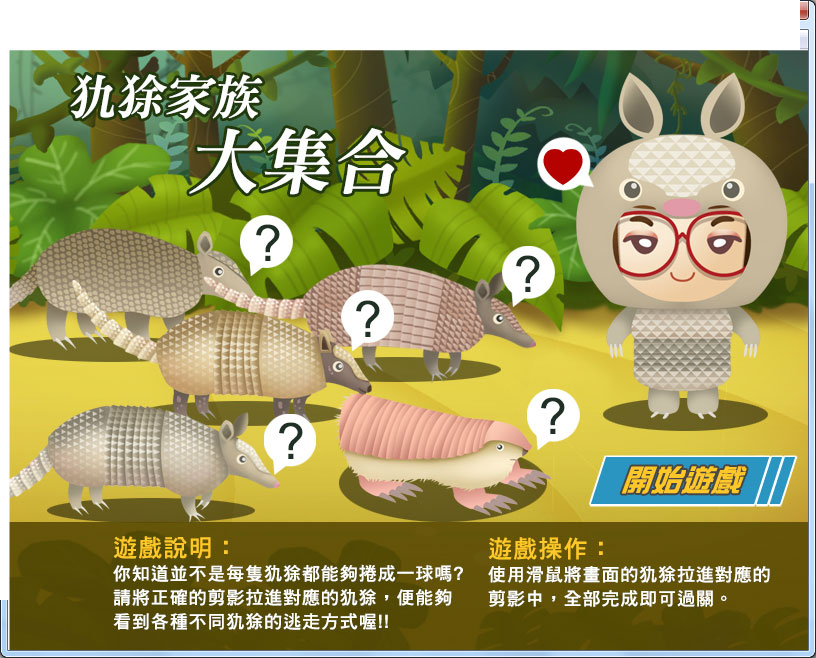 犰狳家族
大集合
?
?
?
?
?
開始遊戲
遊戲說明：
你知道並不是每隻犰狳都能夠捲成一球嗎?
請將正確的剪影拉進對應的犰狳，便能夠
看到各種不同犰狳的逃走方式喔!!
遊戲操作：
使用滑鼠將畫面的犰狳拉進對應的
剪影中，全部完成即可過關。